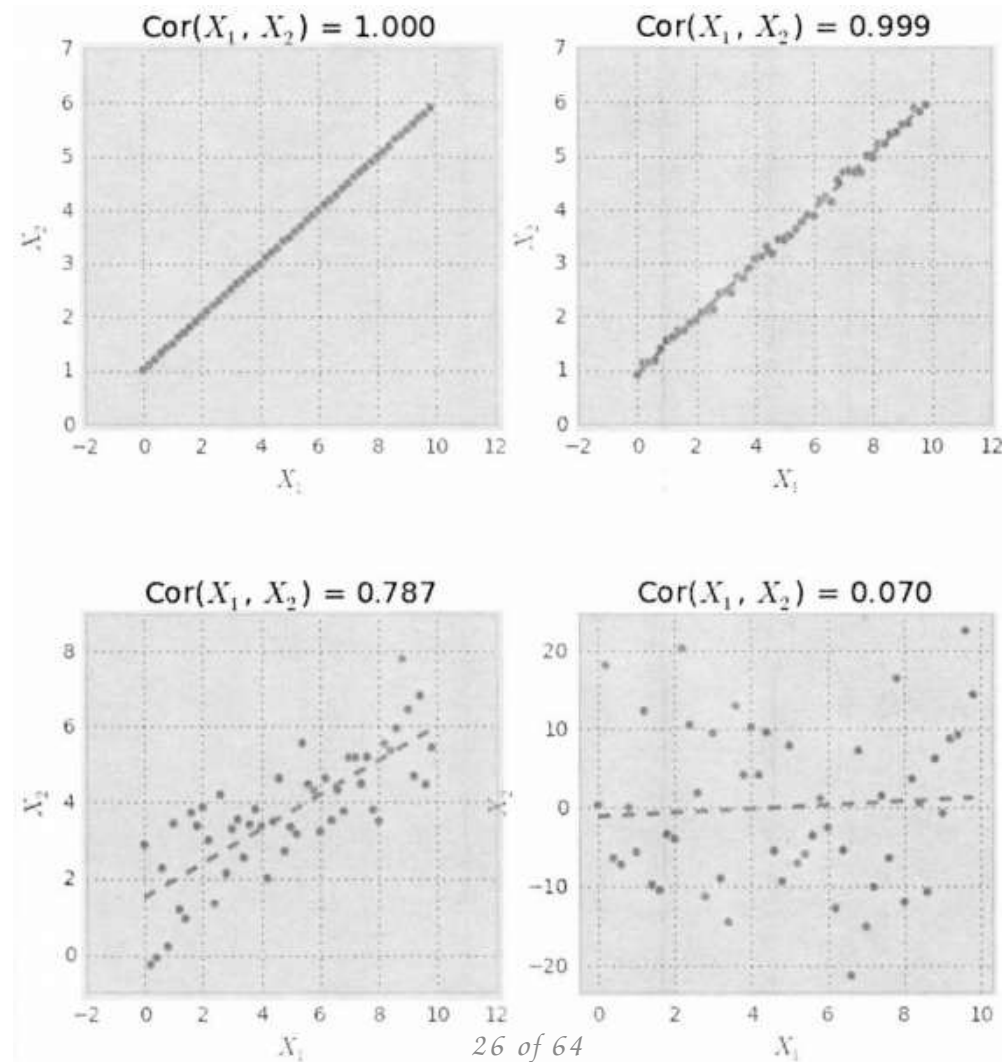 Cor(X₁, X₂) = 1.000
7
6
5
4
3
2
1
0
X₂
−2 0 2 4 6 8 10 12
X₁
Cor(X₁, X₂) = 0.999
7
6
5
4
3
2
1
0
X₂
−2 0 2 4 6 8 10 12
X₁
Cor(X₁, X₂) = 0.787
8
6
4
2
0
X₂
−2 0 2 4 6 8 10 12
X₁
Cor(X₁, X₂) = 0.070
20
10
0
−10
−20
X₂
0 2 4 6 8 10
X₁
26 of 64